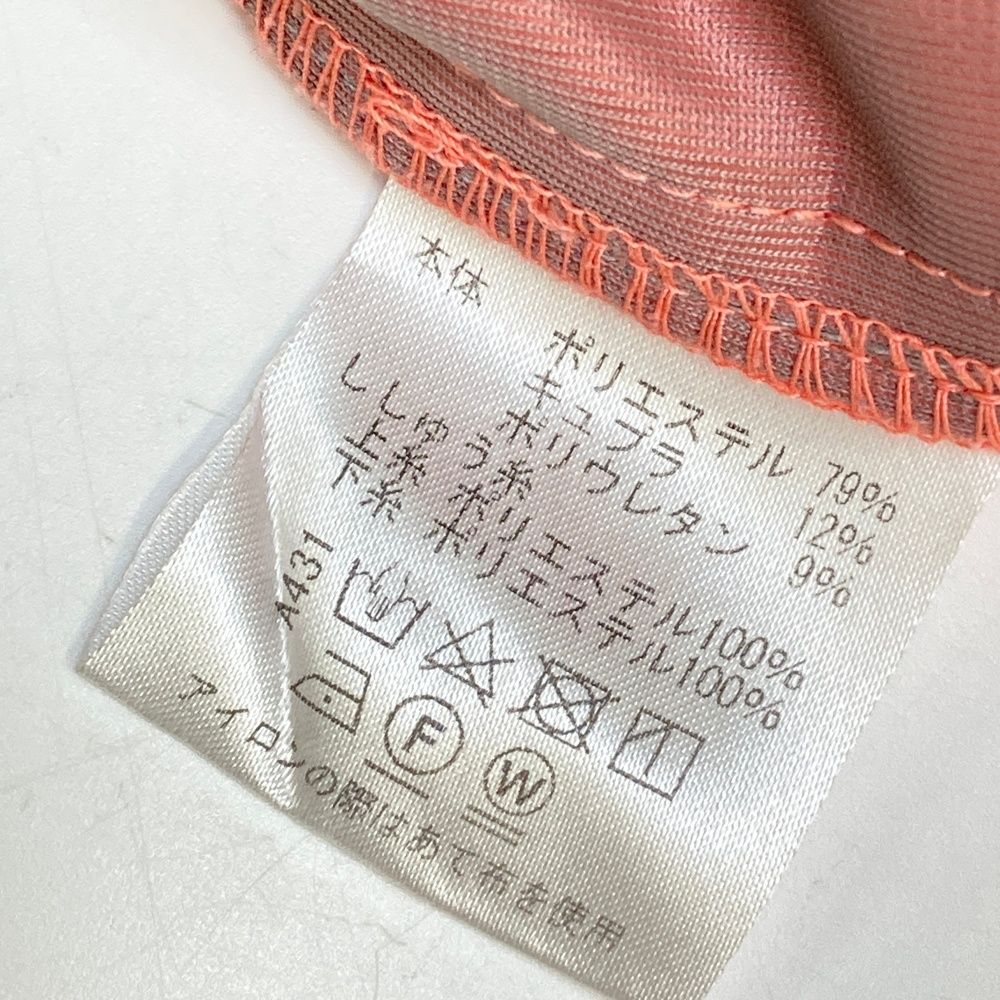 本体 ポリエステル 79%
キュプラ 12%
ポリウレタン 9%
ししゅう糸
上糸 ポリエステル100%
下糸 ポリエステル100%
A431
F
W
アイロンの際はあて布を使用